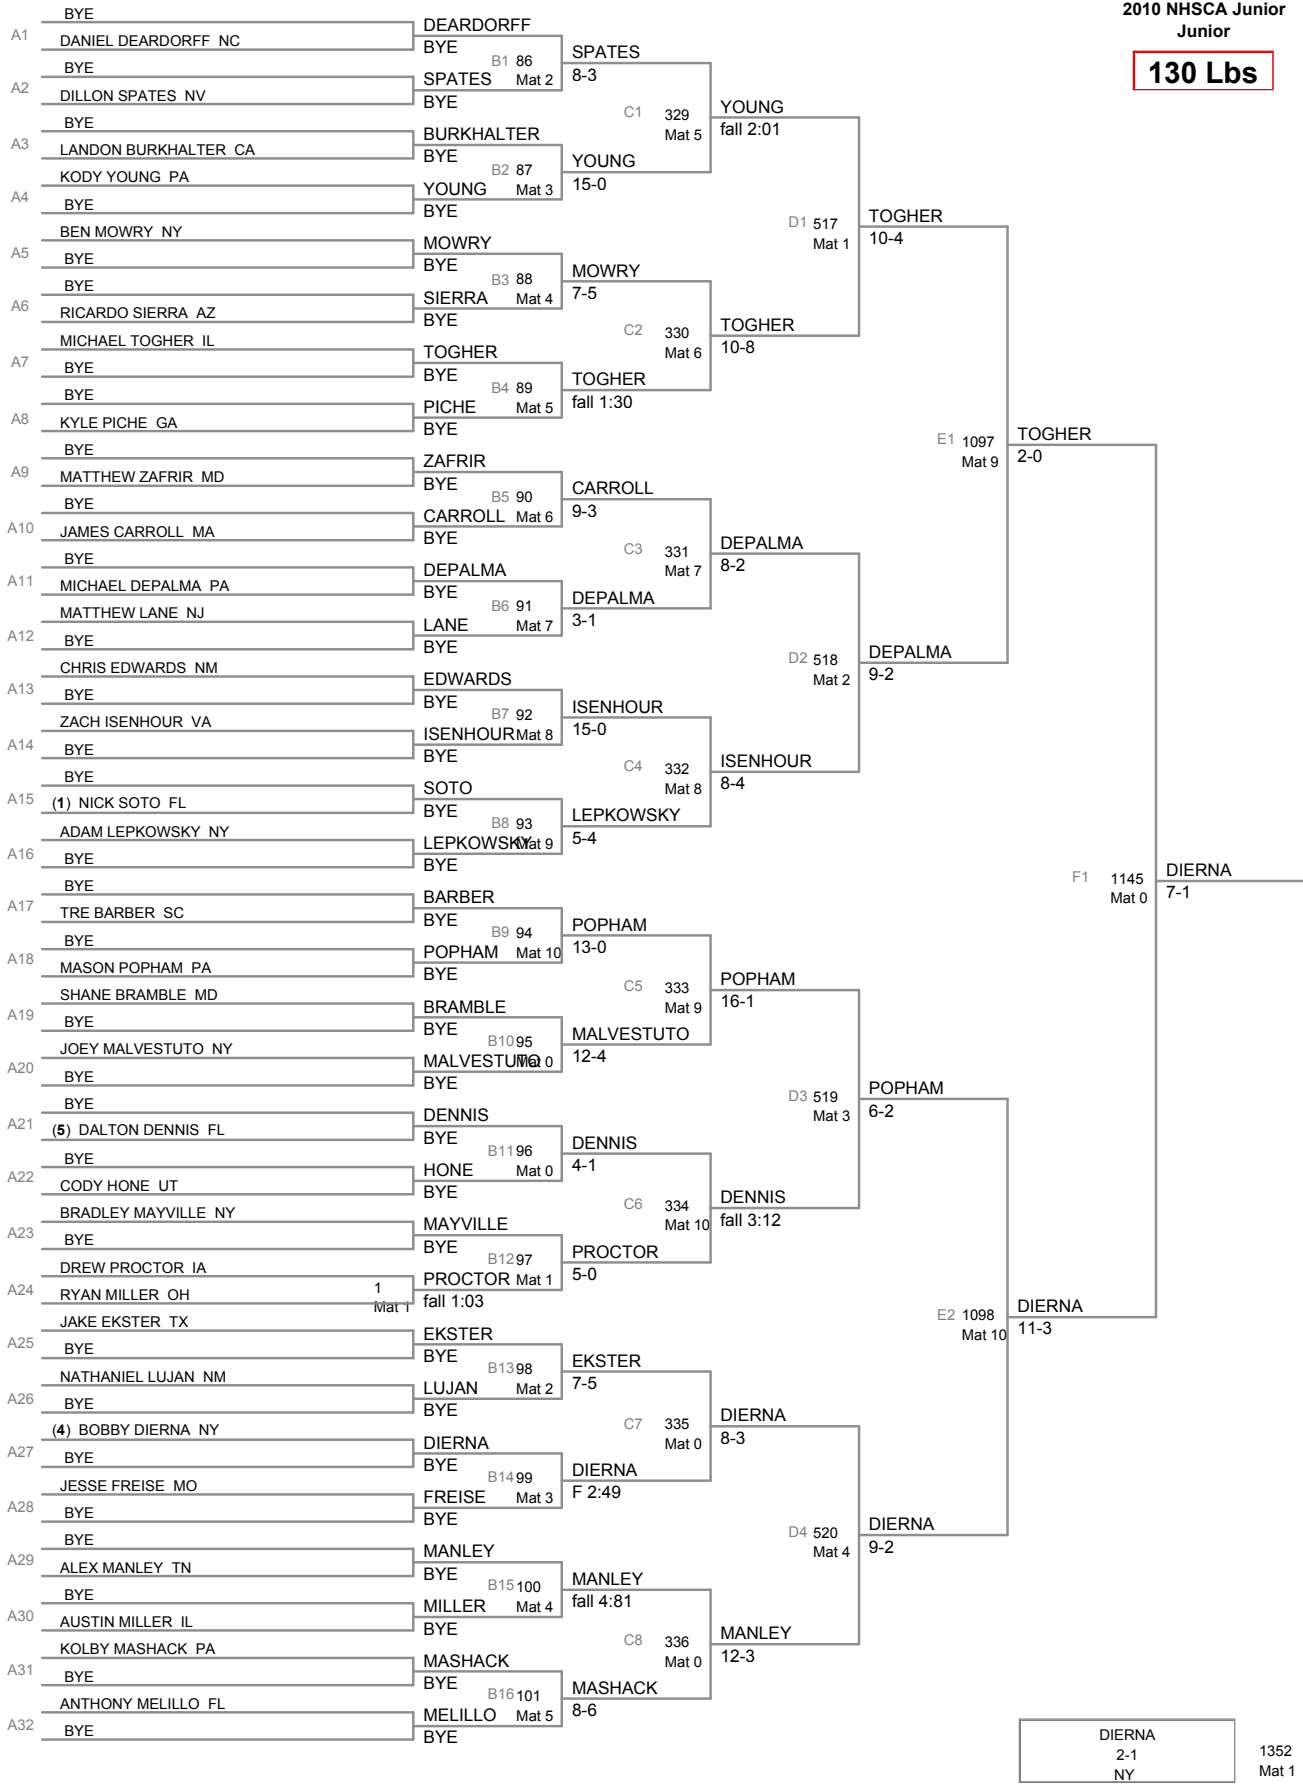 2010 NHSCA Junior
Junior
130 Lbs
A1
BYE
DANIEL DEARDORFF NC
A2
BYE
DILLON SPATES NV
A3
BYE
LANDON BURKHALTER CA
A4
KODY YOUNG PA
BYE
A5
BEN MOWRY NY
BYE
A6
BYE
RICARDO SIERRA AZ
A7
MICHAEL TOGHER IL
BYE
A8
BYE
KYLE PICHE GA
A9
BYE
MATTHEW ZAFRIR MD
A10
BYE
JAMES CARROLL MA
A11
BYE
MICHAEL DEPALMA PA
A12
MATTHEW LANE NJ
BYE
A13
CHRIS EDWARDS NM
BYE
A14
ZACH ISENHOUR VA
BYE
A15
BYE
(1) NICK SOTO FL
A16
ADAM LEPKOWSKY NY
BYE
A17
BYE
TRE BARBER SC
A18
BYE
MASON POPHAM PA
A19
SHANE BRAMBLE MD
BYE
A20
JOEY MALVESTUTO NY
BYE
A21
BYE
(5) DALTON DENNIS FL
A22
BYE
CODY HONE UT
A23
BRADLEY MAYVILLE NY
BYE
A24
DREW PROCTOR IA
RYAN MILLER OH
1
Mat 1
A25
JAKE EKSTER TX
BYE
A26
NATHANIEL LUJAN NM
BYE
A27
(4) BOBBY DIERNA NY
BYE
A28
JESSE FREISE MO
BYE
A29
BYE
ALEX MANLEY TN
A30
BYE
AUSTIN MILLER IL
A31
KOLBY MASHACK PA
BYE
A32
ANTHONY MELILLO FL
BYE
DEARDORFF
BYE
B1 86
Mat 2
SPATES
BYE
BURKHALTER
BYE
B2 87
Mat 3
YOUNG
BYE
MOWRY
BYE
B3 88
Mat 4
SIERRA
BYE
TOGHER
BYE
B4 89
Mat 5
PICHE
BYE
ZAFRIR
BYE
B5 90
Mat 6
CARROLL
BYE
DEPALMA
BYE
B6 91
Mat 7
LANE
BYE
EDWARDS
BYE
B7 92
Mat 8
ISENHOUR
BYE
SOTO
BYE
B8 93
Mat 9
LEPKOWSKY
BYE
BARBER
BYE
B9 94
Mat 10
POPHAM
BYE
BRAMBLE
BYE
B10 95
Mat 0
MALVESTUTO
BYE
DENNIS
BYE
B11 96
Mat 0
HONE
BYE
MAYVILLE
BYE
B12 97
Mat 1
PROCTOR
fall 1:03
EKSTER
BYE
B13 98
Mat 2
LUJAN
BYE
DIERNA
BYE
B14 99
Mat 3
FREISE
BYE
MANLEY
BYE
B15 100
Mat 4
MILLER
BYE
MASHACK
BYE
B16 101
Mat 5
MELILLO
BYE
SPATES
8-3
C1 329
Mat 5
YOUNG
15-0
MOWRY
7-5
C2 330
Mat 6
TOGHER
fall 1:30
CARROLL
9-3
C3 331
Mat 7
DEPALMA
3-1
ISENHOUR
15-0
C4 332
Mat 8
LEPKOWSKY
5-4
POPHAM
13-0
C5 333
Mat 9
MALVESTUTO
12-4
DENNIS
4-1
C6 334
Mat 10
PROCTOR
5-0
EKSTER
7-5
C7 335
Mat 0
DIERNA
F 2:49
MANLEY
fall 4:81
C8 336
Mat 0
MASHACK
8-6
YOUNG
fall 2:01
D1 517
Mat 1
TOGHER
10-8
DEPALMA
8-2
D2 518
Mat 2
ISENHOUR
8-4
POPHAM
16-1
D3 519
Mat 3
DENNIS
fall 3:12
DIERNA
8-3
D4 520
Mat 4
MANLEY
12-3
TOGHER
10-4
E1 1097
Mat 9
DEPALMA
9-2
POPHAM
6-2
E2 1098
Mat 10
DIERNA
9-2
TOGHER
2-0
F1 1145
Mat 0
DIERNA
11-3
DIERNA
7-1
DIERNA
2-1
NY
1352
Mat 1